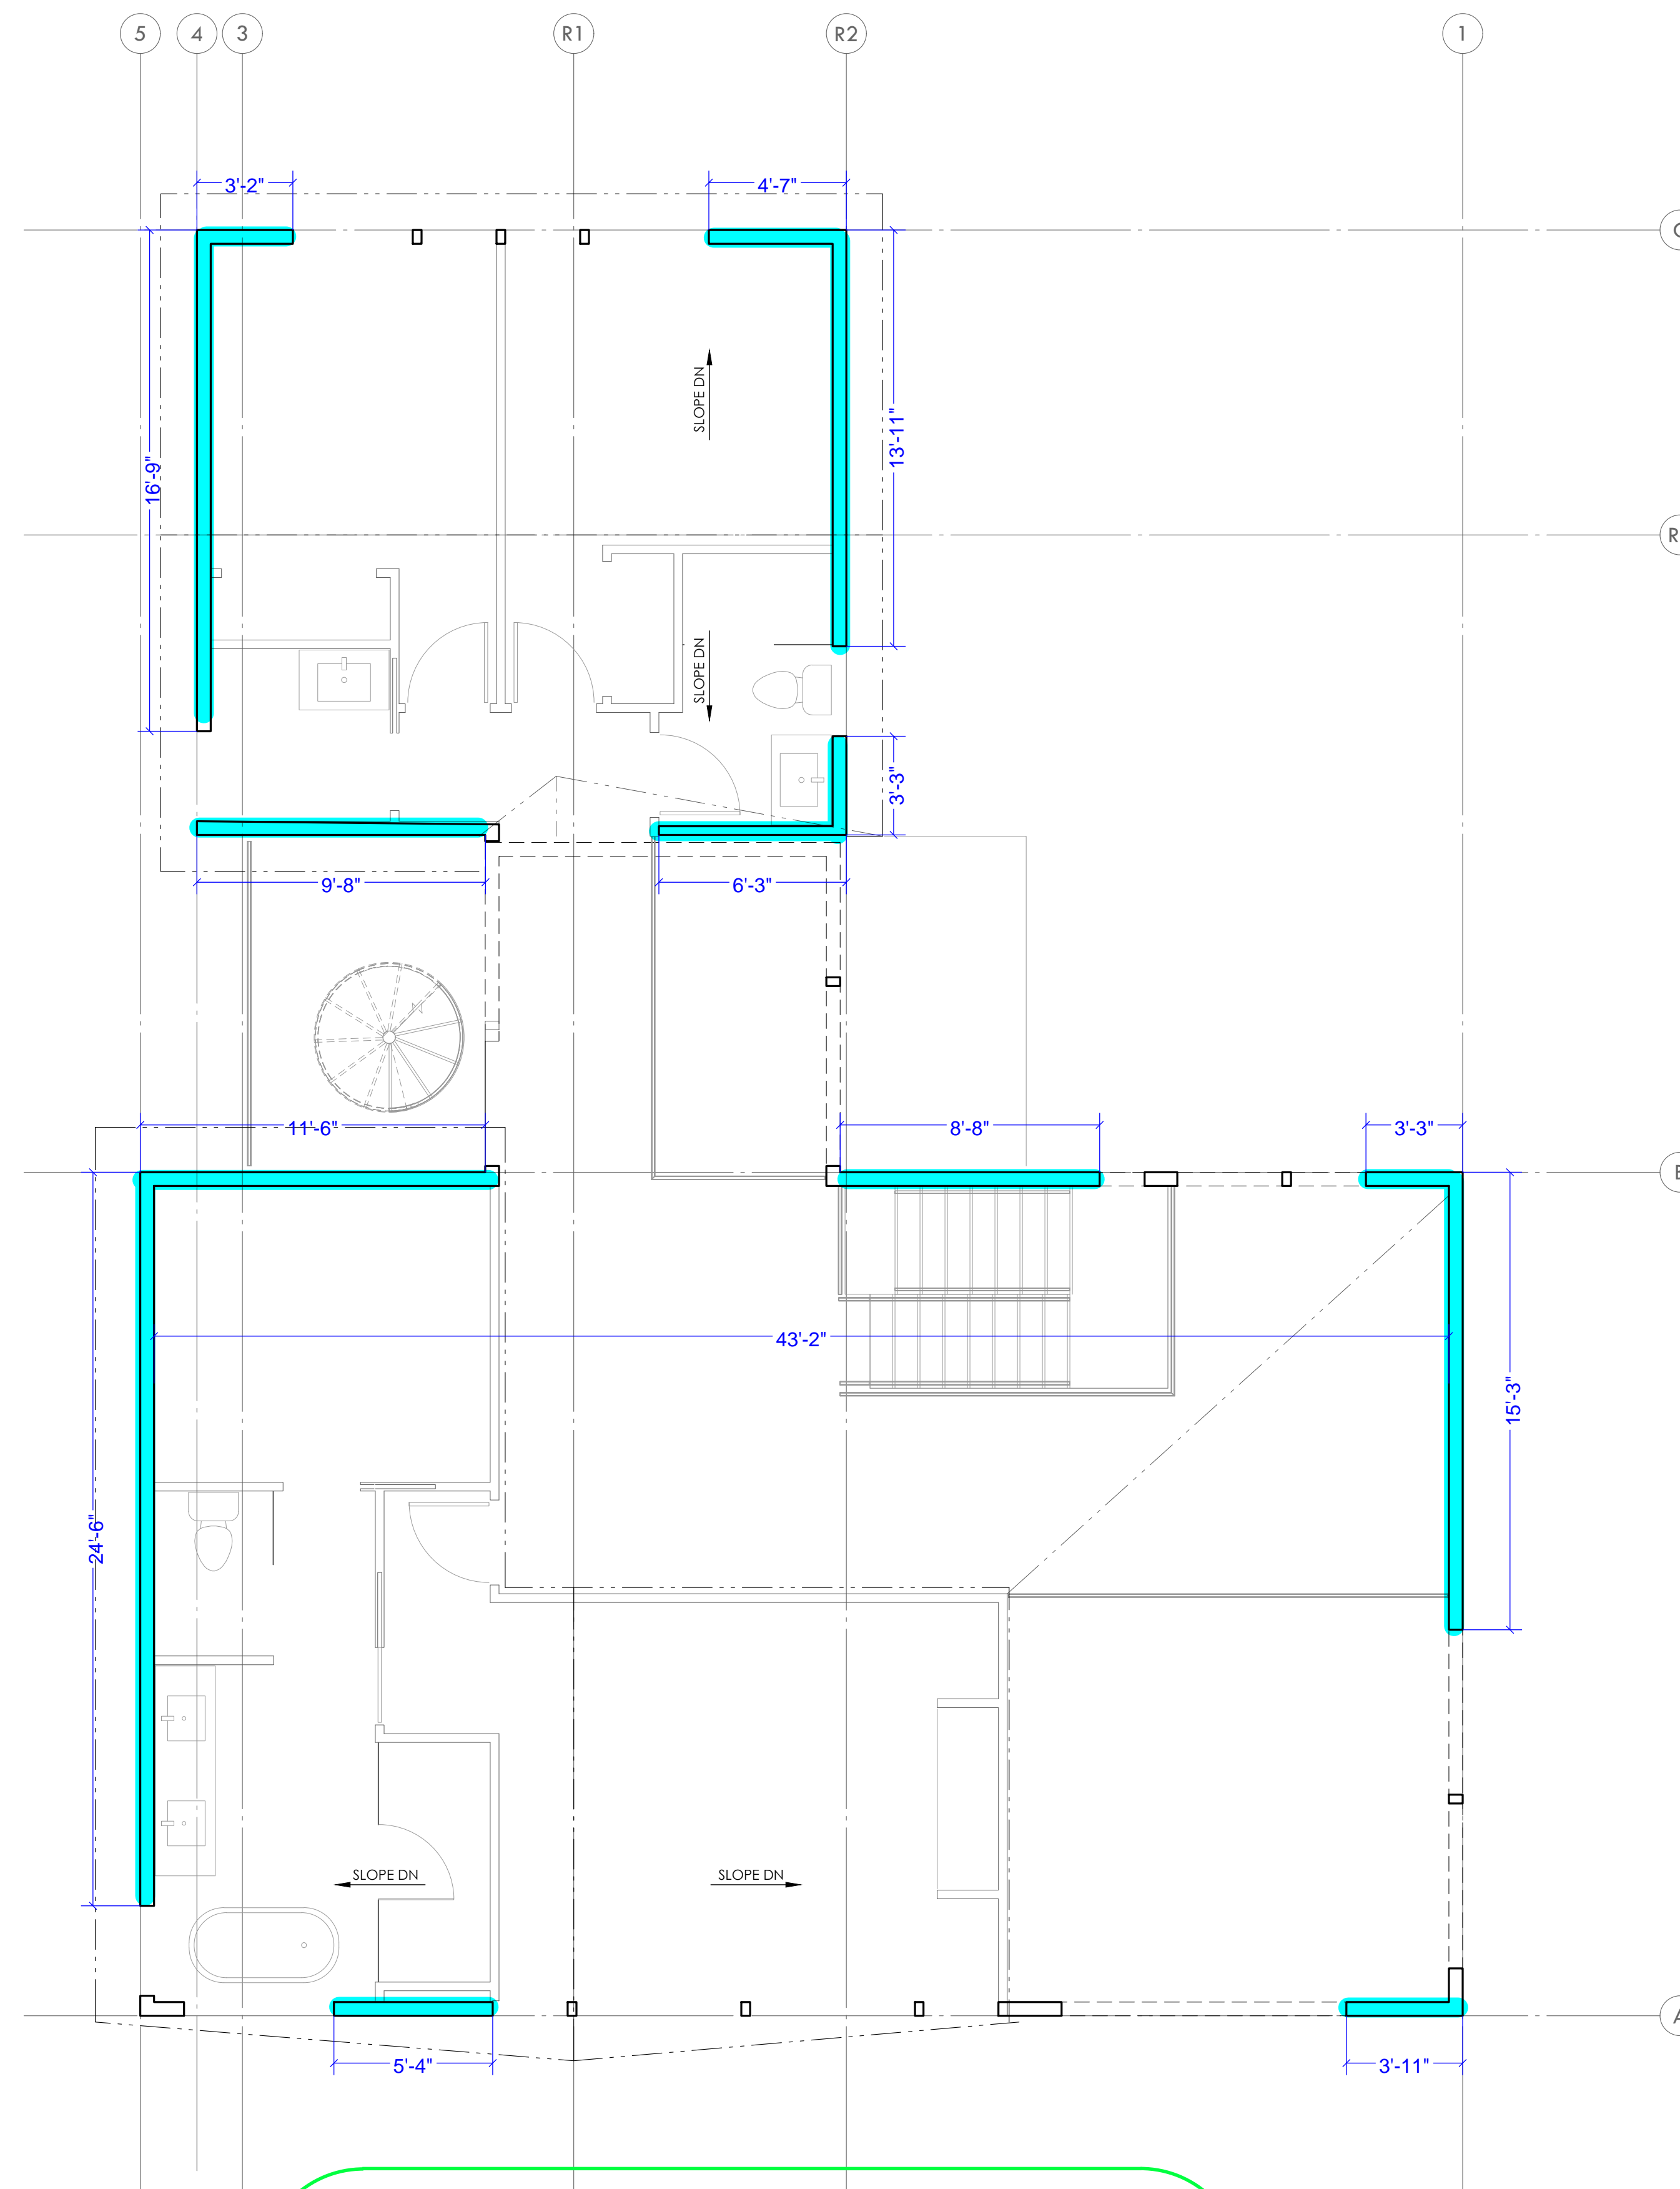 5 4 3 R1 R2 1
3'-2" 4'-7"
SLOPE DN
13'-11"
16'-9"
SLOPE DN
3'-3"
9'-8" 6'-3"
11'-6" 8'-8" 3'-3"
43'-2"
15'-3"
24'-6"
SLOPE DN SLOPE DN
5'-4" 3'-11"